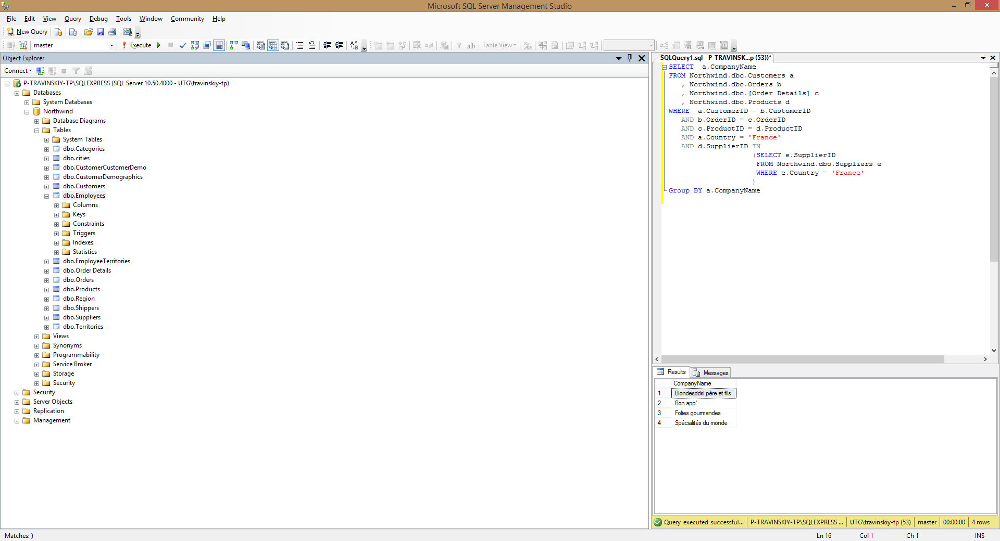 Microsoft SQL Server Management Studio
File Edit View Query Debug Tools Window Community Help
New Query
master Execute Table View
Object Explorer
Connect
P-TRAVINSKIY-TP\SQLEXPRESS (SQL Server 10.50.4000 - UTG\travinskiy-tp)
Databases
System Databases
Northwind
Database Diagrams
Tables
System Tables
dbo.Categories
dbo.cities
dbo.CustomerCustomerDemo
dbo.CustomerDemographics
dbo.Customers
dbo.Employees
Columns
Keys
Constraints
Triggers
Indexes
Statistics
dbo.EmployeeTerritories
dbo.Order Details
dbo.Orders
dbo.Products
dbo.Region
dbo.Shippers
dbo.Suppliers
dbo.Territories
Views
Synonyms
Programmability
Service Broker
Storage
Security
Security
Server Objects
Replication
Management
SQLQuery1.sql - P-TRAVINSK...p (53))*
SELECT  a.CompanyName
FROM Northwind.dbo.Customers a
, Northwind.dbo.Orders b
, Northwind.dbo.[Order Details] c
, Northwind.dbo.Products d
WHERE  a.CustomerID = b.CustomerID
AND b.OrderID = c.OrderID
AND c.ProductID = d.ProductID
AND a.Country = 'France'
AND d.SupplierID IN
(SELECT e.SupplierID
FROM Northwind.dbo.Suppliers e
WHERE e.Country = 'France'
)
Group BY a.CompanyName
Results Messages
CompanyName
1 Blondesddsl père et fils
2 Bon app'
3 Folies gourmandes
4 Spécialités du monde
Query executed successful... P-TRAVINSKIY-TP\SQLEXPRESS ... UTG\travinskiy-tp (53) master 00:00:00 4 rows
Matches: ) Ln 16 Col 1 Ch 1 INS